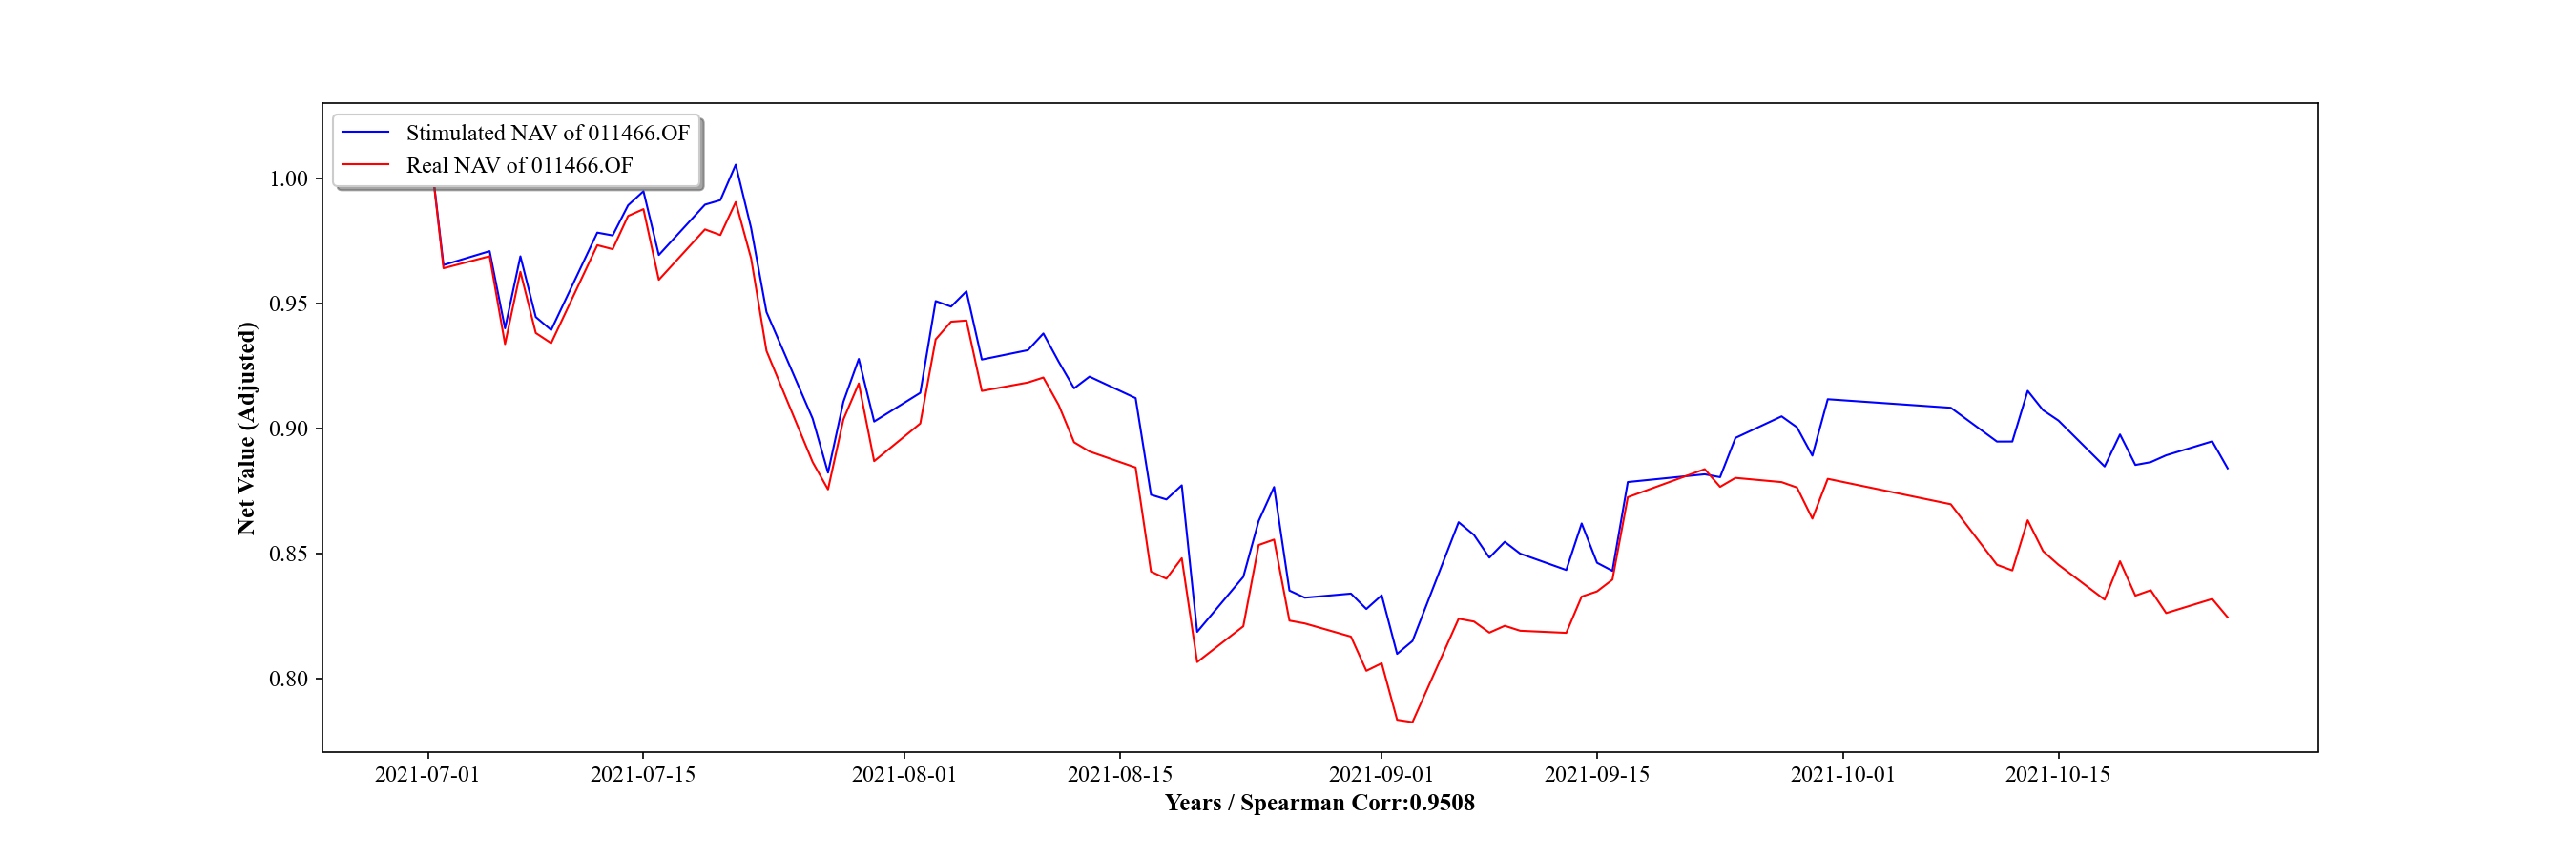 Stimulated NAV of 011466.OF
Real NAV of 011466.OF
Net Value (Adjusted)
1.00
0.95
0.90
0.85
0.80
2021-07-01 2021-07-15 2021-08-01 2021-08-15 2021-09-01 2021-09-15 2021-10-01 2021-10-15
Years / Spearman Corr:0.9508